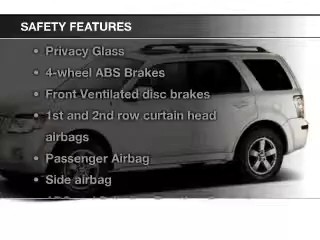 SAFETY FEATURES
• Privacy Glass
• 4-wheel ABS Brakes
• Front Ventilated disc brakes
• 1st and 2nd row curtain head
airbags
• Passenger Airbag
• Side airbag